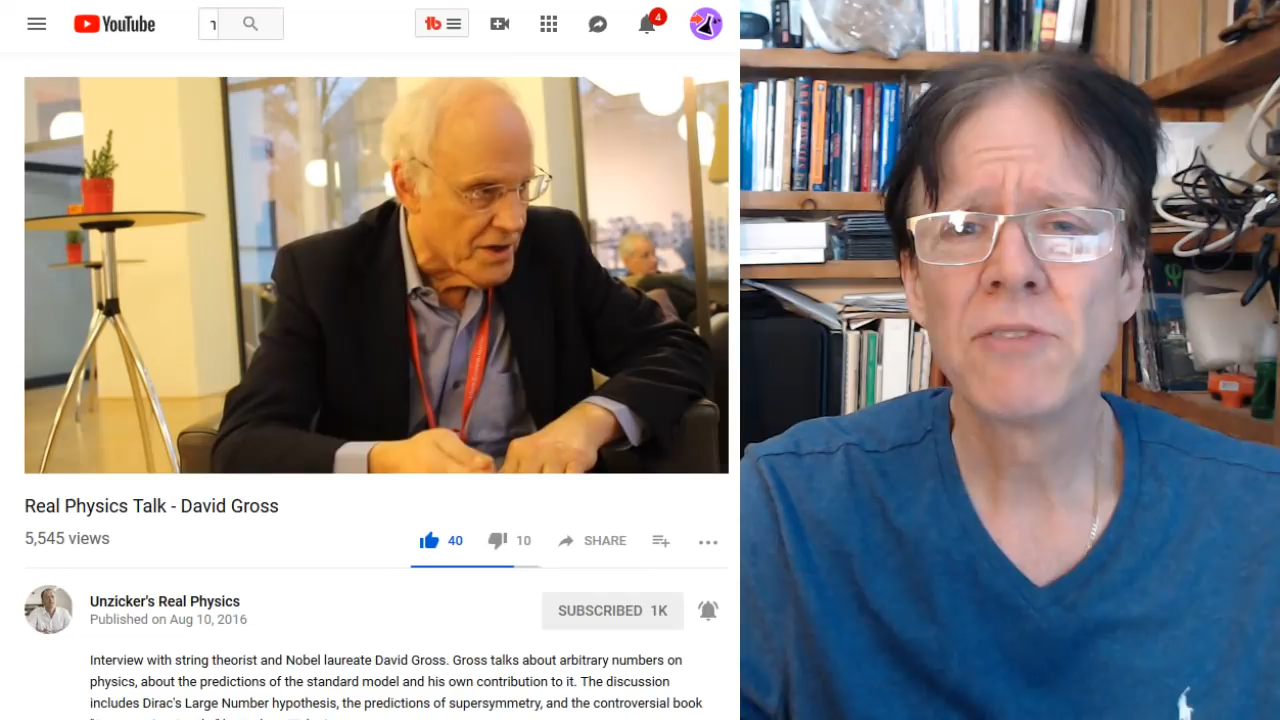 YouTube
4
Real Physics Talk - David Gross
5,545 views
40
10
SHARE
Unzicker's Real Physics
Published on Aug 10, 2016
SUBSCRIBED 1K
Interview with string theorist and Nobel laureate David Gross. Gross talks about arbitrary numbers on
physics, about the predictions of the standard model and his own contribution to it. The discussion
includes Dirac's Large Number hypothesis, the predictions of supersymmetry, and the controversial book